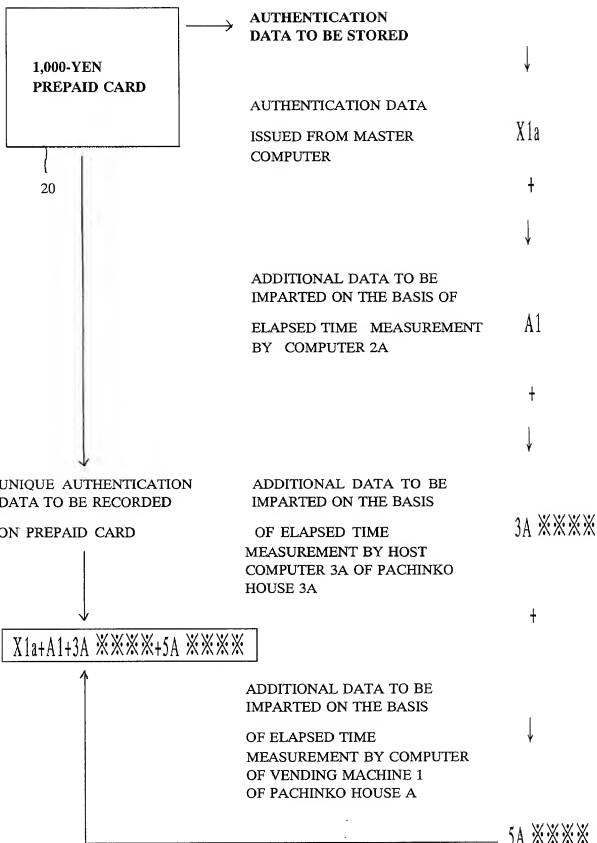 1,000-YEN
PREPAID CARD
20
AUTHENTICATION
DATA TO BE STORED
↓
AUTHENTICATION DATA
ISSUED FROM MASTER
COMPUTER
X1a
+
↓
ADDITIONAL DATA TO BE
IMPARTED ON THE BASIS OF
ELAPSED TIME MEASUREMENT
BY COMPUTER 2A
A1
+
↓
UNIQUE AUTHENTICATION
DATA TO BE RECORDED
ON PREPAID CARD
ADDITIONAL DATA TO BE
IMPARTED ON THE BASIS
OF ELAPSED TIME
MEASUREMENT BY HOST
COMPUTER 3A OF PACHINKO
HOUSE 3A
3A ※※※※
+
↓
X1a+A1+3A ※※※※+5A ※※※※
ADDITIONAL DATA TO BE
IMPARTED ON THE BASIS
OF ELAPSED TIME
MEASUREMENT BY COMPUTER
OF VENDING MACHINE 1
OF PACHINKO HOUSE A
5A ※※※※